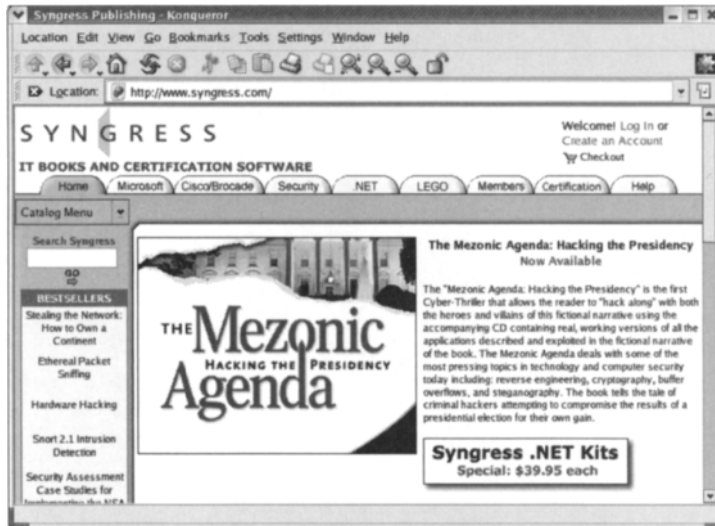 Syngress Publishing - Konqueror
Location Edit View Go Bookmarks Tools Settings Window Help
Location: http://www.syngress.com/
SYNGRESS
IT BOOKS AND CERTIFICATION SOFTWARE
Welcome! Log In or
Create an Account
Checkout
Home Microsoft Cisco/Brocade Security .NET LEGO Members Certification Help
Catalog Menu
Search Syngress
GO
BESTSELLERS
Stealing the Network:
How to Own a
Continent
Ethereal Packet
Sniffing
Hardware Hacking
Snort 2.1 Intrusion
Detection
Security Assessment
Case Studies for
Implementing the NSA
THE Mezonic
HACKING THE PRESIDENCY
Agenda
The Mezonic Agenda: Hacking the Presidency
Now Available
The "Mezonic Agenda: Hacking the Presidency" is the first
Cyber-Thriller that allows the reader to "hack along" with both
the heroes and villains of this fictional narrative using the
accompanying CD containing real, working versions of all the
applications described and exploited in the fictional narrative
of the book. The Mezonic Agenda deals with some of the
most pressing topics in technology and computer security
today including: reverse engineering, cryptography, buffer
overflows, and steganography. The book tells the tale of
criminal hackers attempting to compromise the results of a
presidential election for their own gain.
Syngress .NET Kits
Special: $39.95 each